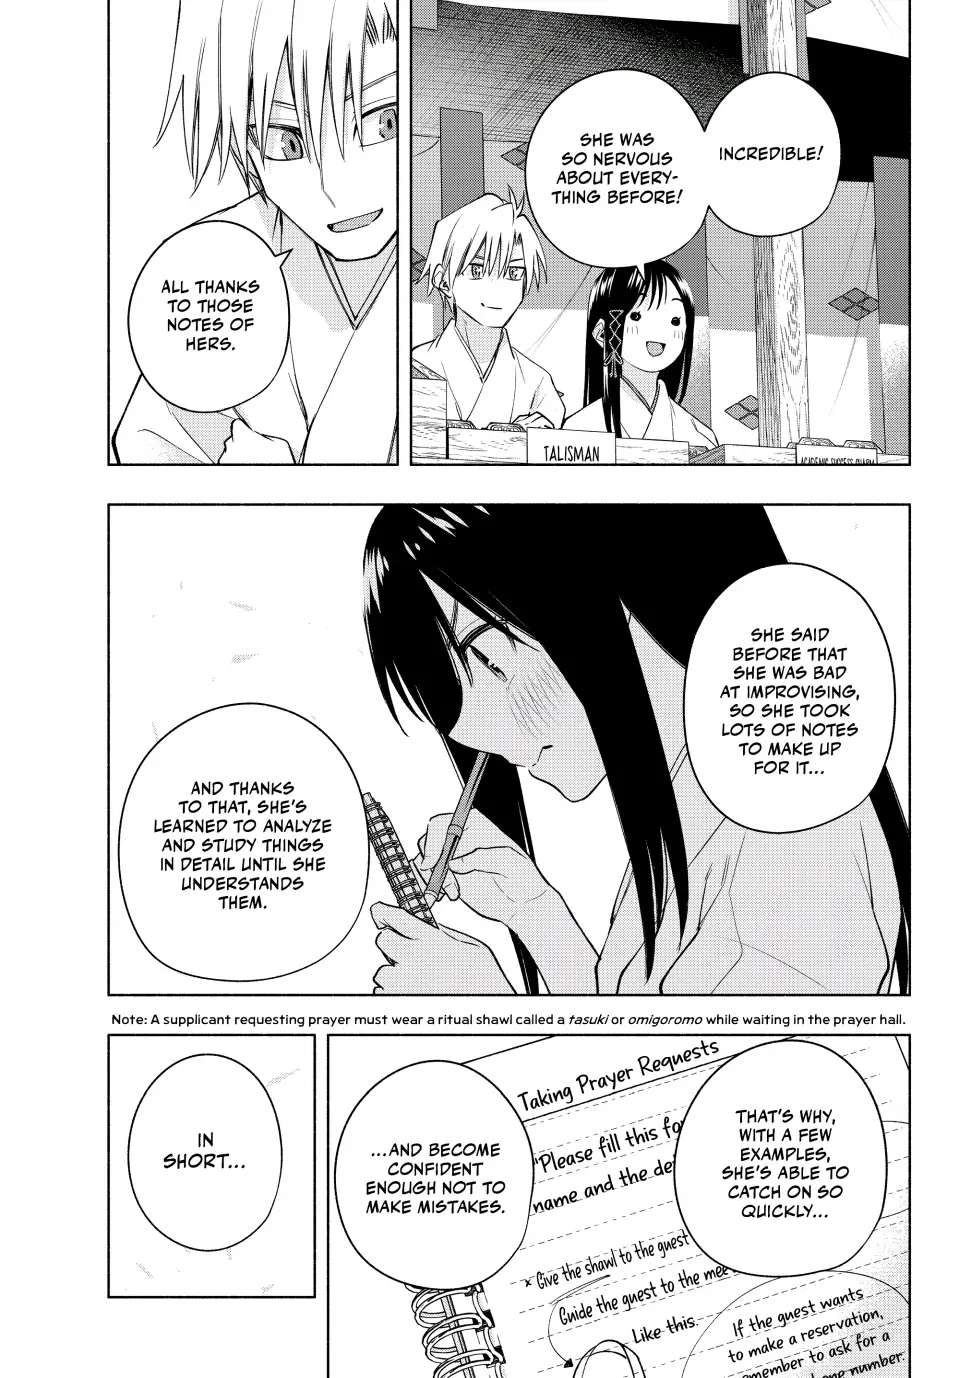 INCREDIBLE!
SHE WAS
SO NERVOUS
ABOUT EVERY-
THING BEFORE!
TALISMAN
ACADEMIC SUCCESS CHARM
ALL THANKS
TO THOSE
NOTES OF
HERS.
SHE SAID
BEFORE THAT
SHE WAS BAD
AT IMPROVISING,
SO SHE TOOK
LOTS OF NOTES
TO MAKE UP
FOR IT...
AND THANKS
TO THAT, SHE'S
LEARNED TO ANALYZE
AND STUDY THINGS
IN DETAIL UNTIL SHE
UNDERSTANDS
THEM.
Note: A supplicant requesting prayer must wear a ritual shawl called a tasuki or omigoromo while waiting in the prayer hall.
THAT'S WHY,
WITH A FEW
EXAMPLES,
SHE'S ABLE TO
CATCH ON SO
QUICKLY...
...AND BECOME
CONFIDENT
ENOUGH NOT TO
MAKE MISTAKES.
Taking Prayer Requests
"Please fill this
name and the
× Give the shawl to the guest
Guide the guest to the
Like this.
If the guest wants
to make a reservation,
remember to ask for a
phone number.
IN
SHORT...